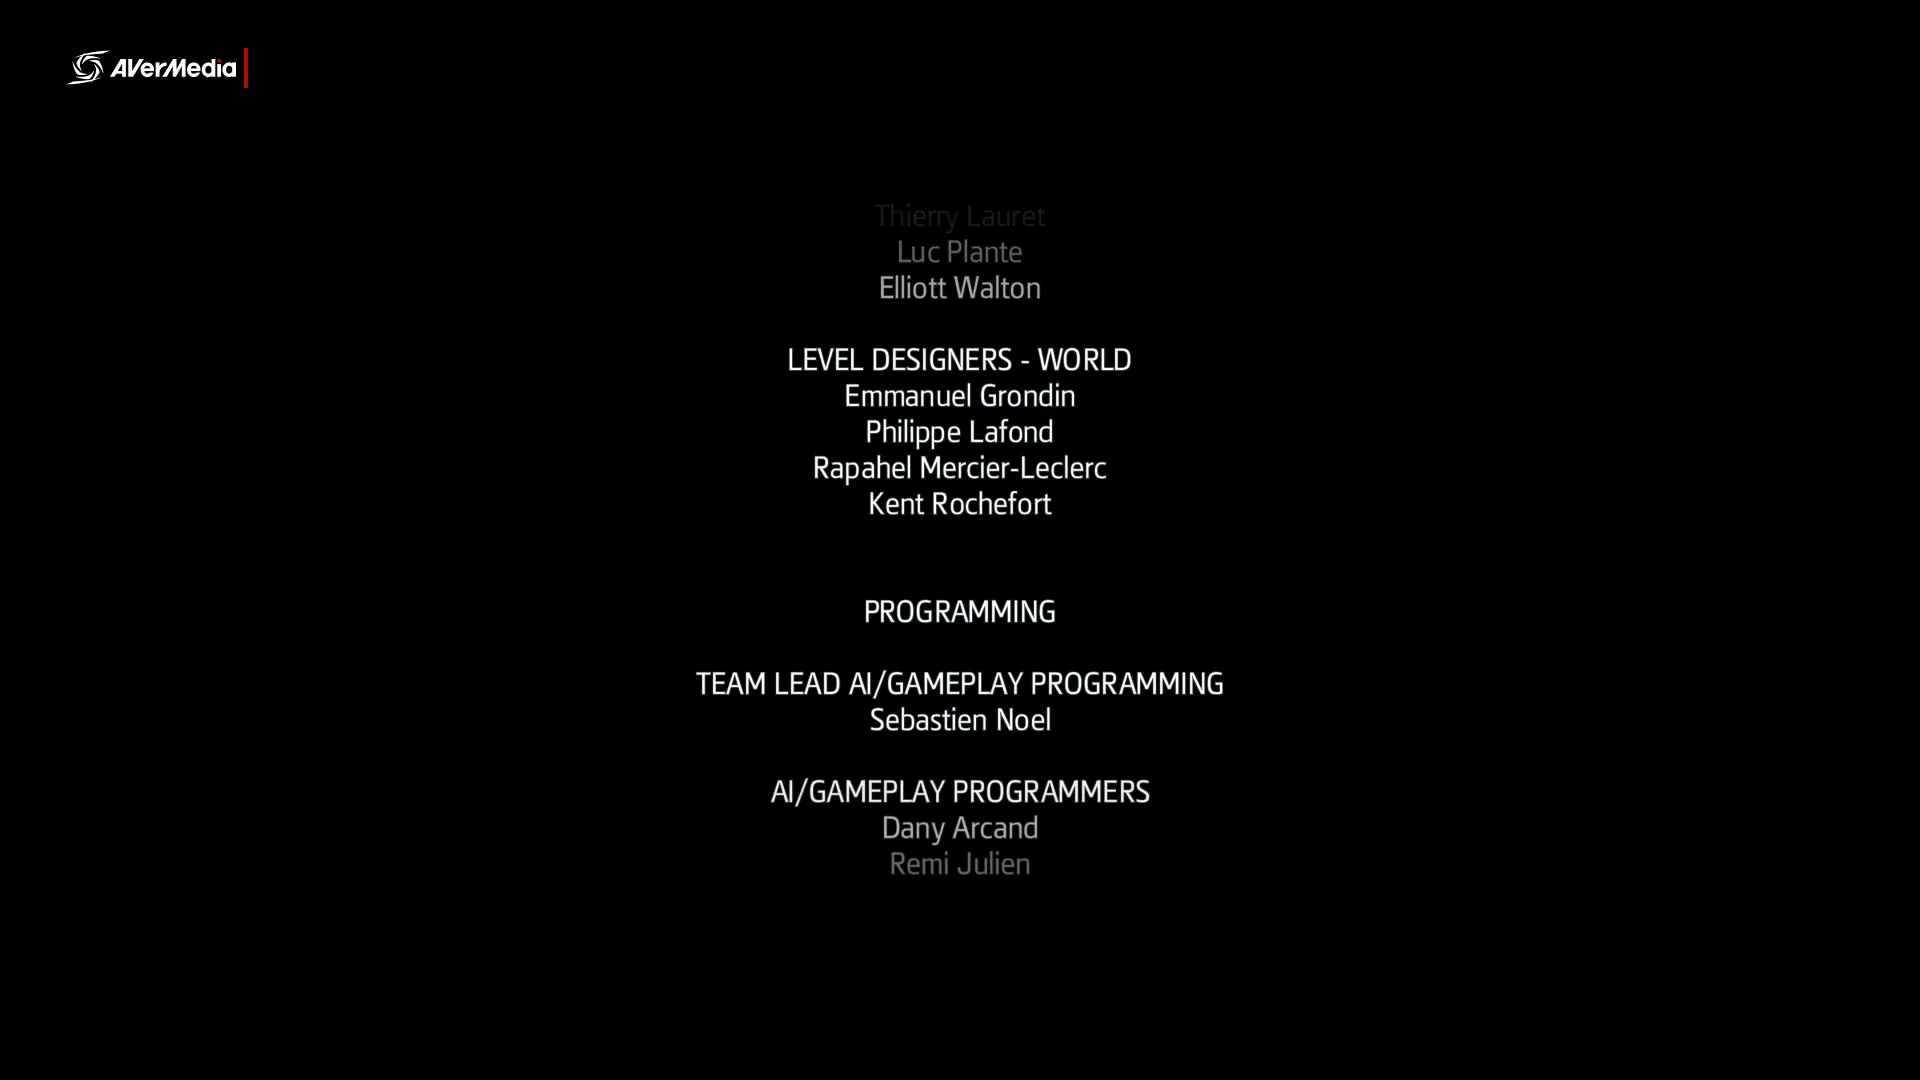 AVerMedia
Thierry Lauret
Luc Plante
Elliott Walton
LEVEL DESIGNERS - WORLD
Emmanuel Grondin
Philippe Lafond
Rapahel Mercier-Leclerc
Kent Rochefort
PROGRAMMING
TEAM LEAD AI/GAMEPLAY PROGRAMMING
Sebastien Noel
AI/GAMEPLAY PROGRAMMERS
Dany Arcand
Remi Julien